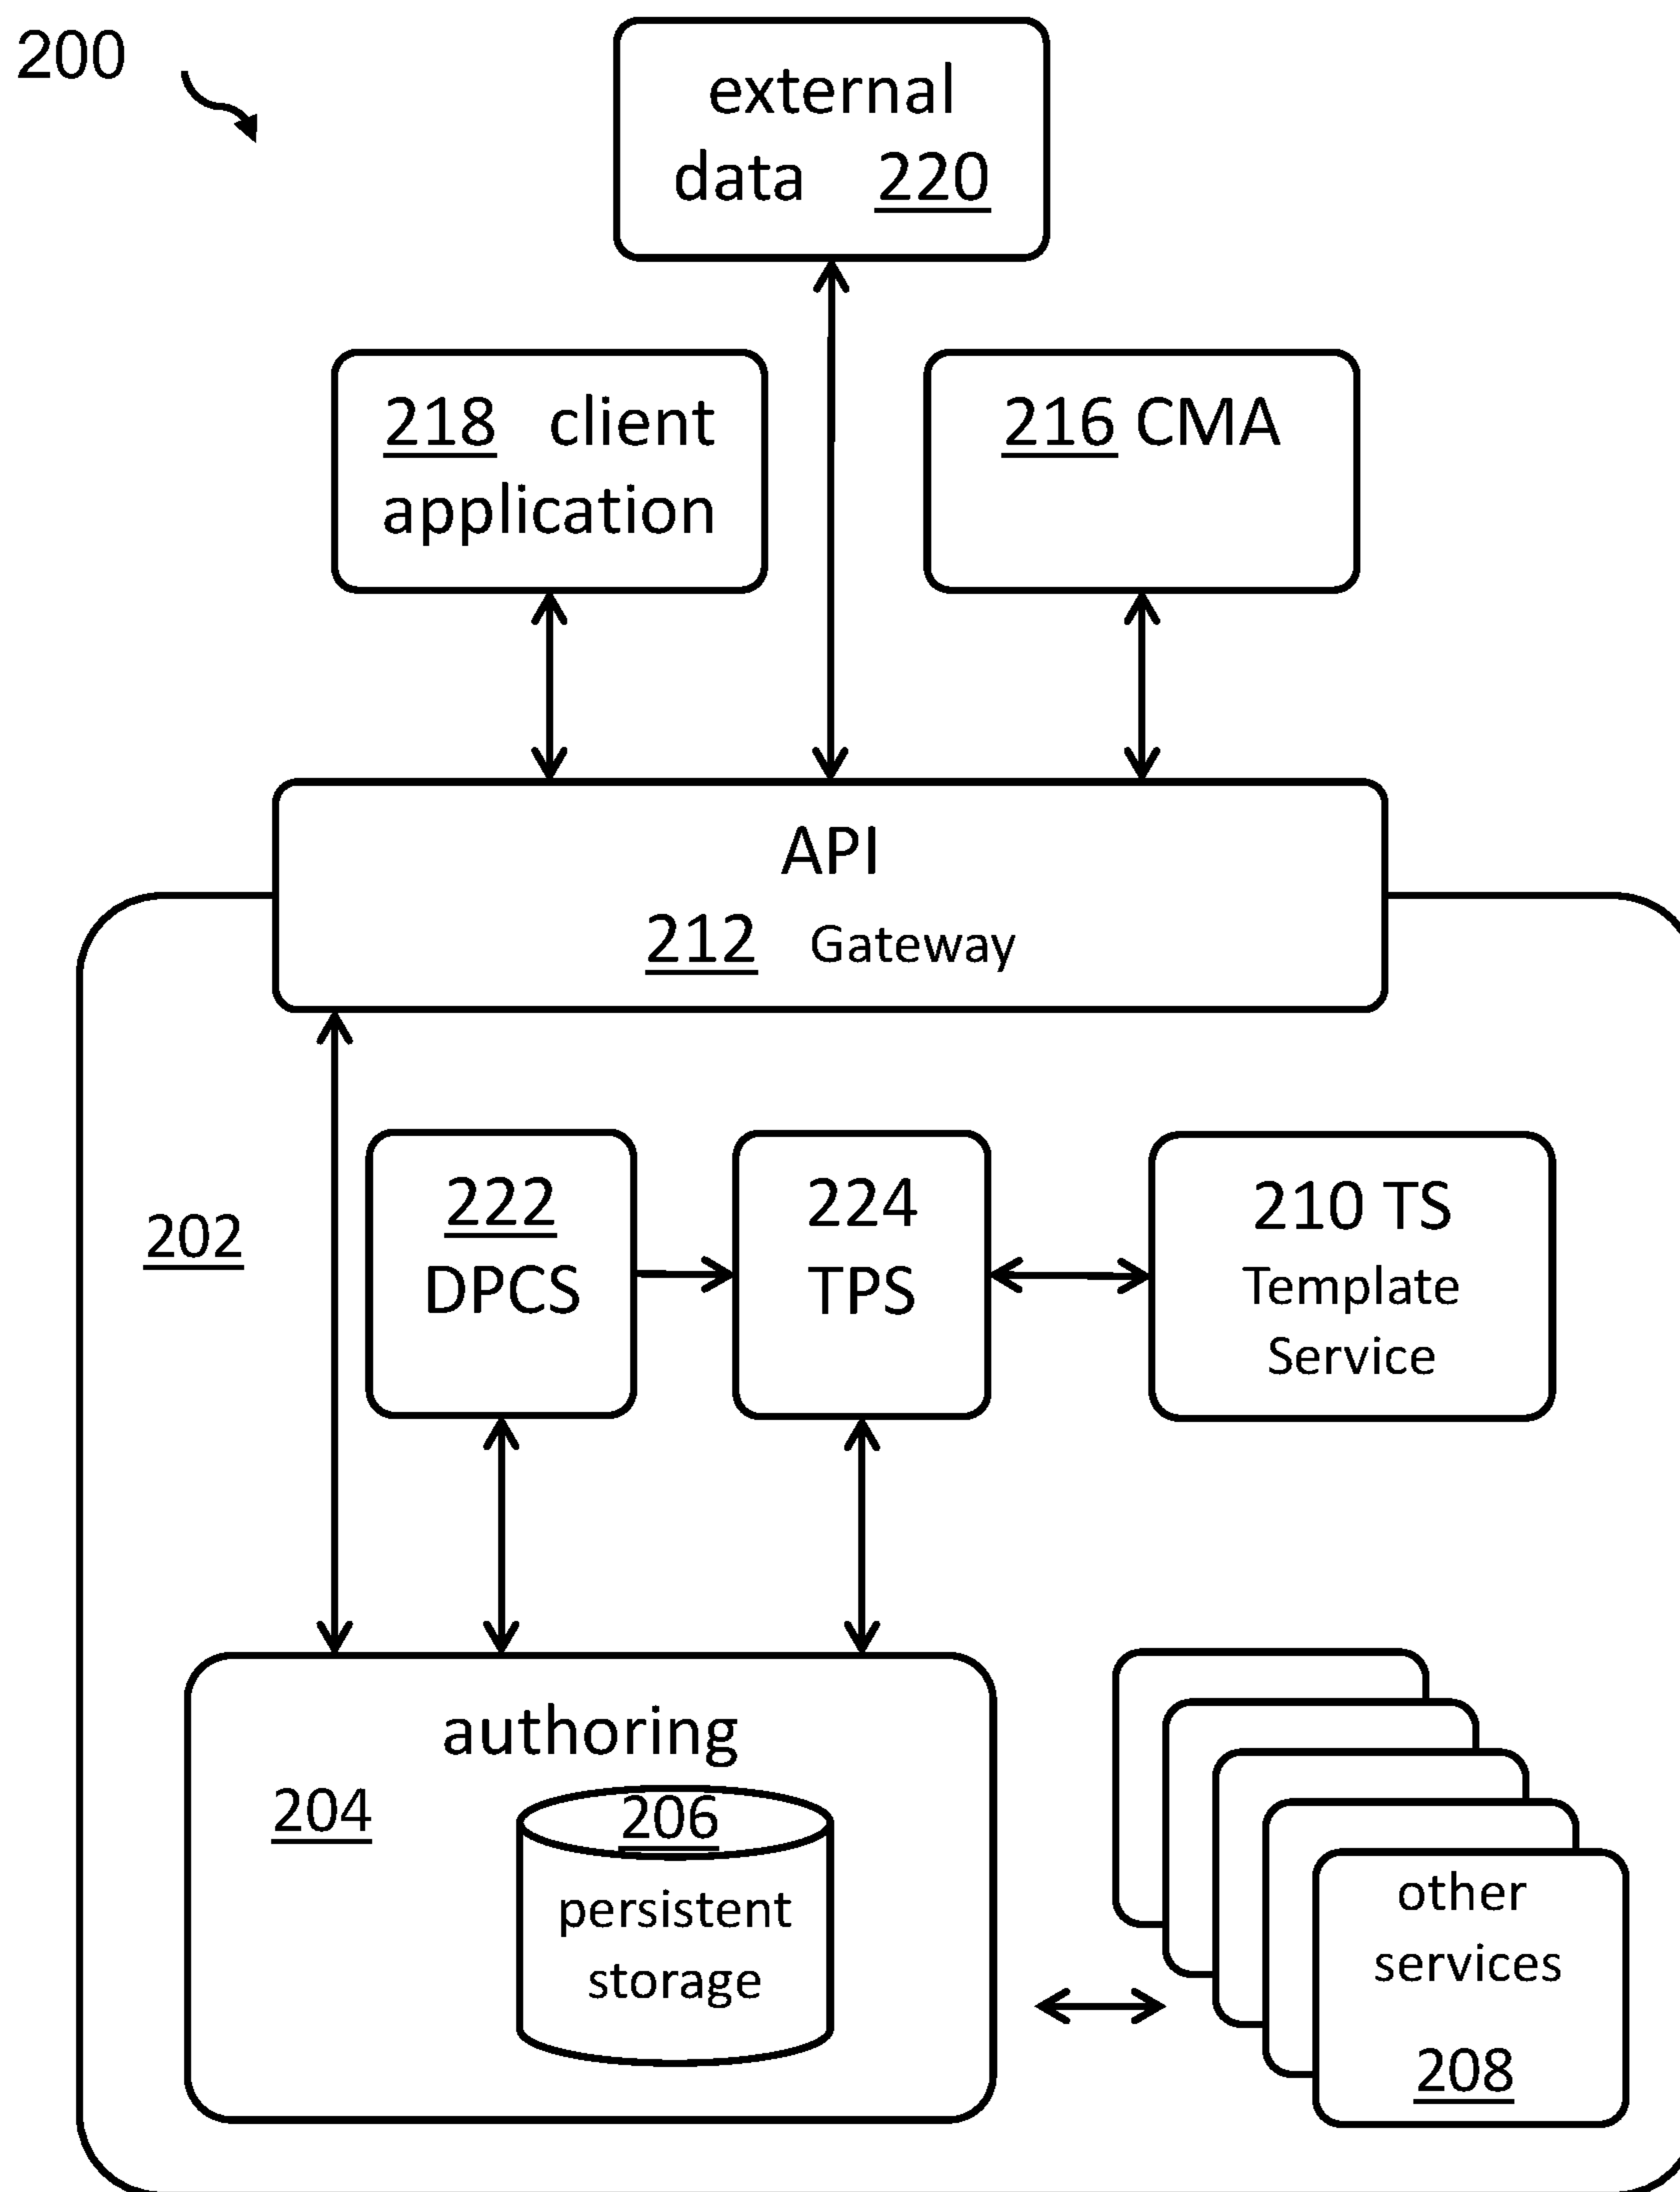 200
external
data 220
218 client
application
216 CMA
API
212 Gateway
202
222
DPCS
224
TPS
210 TS
Template
Service
authoring
204
206
persistent
storage
other
services
208